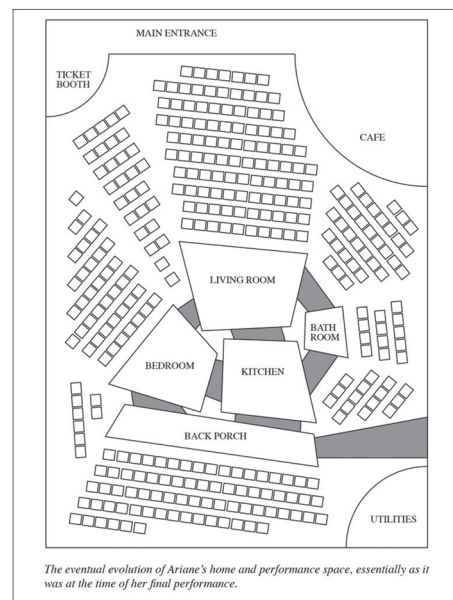 MAIN ENTRANCE
TICKET
BOOTH
CAFE
LIVING ROOM
BATH
ROOM
BEDROOM
KITCHEN
BACK PORCH
UTILITIES
The eventual evolution of Ariane's home and performance space, essentially as it
was at the time of her final performance.